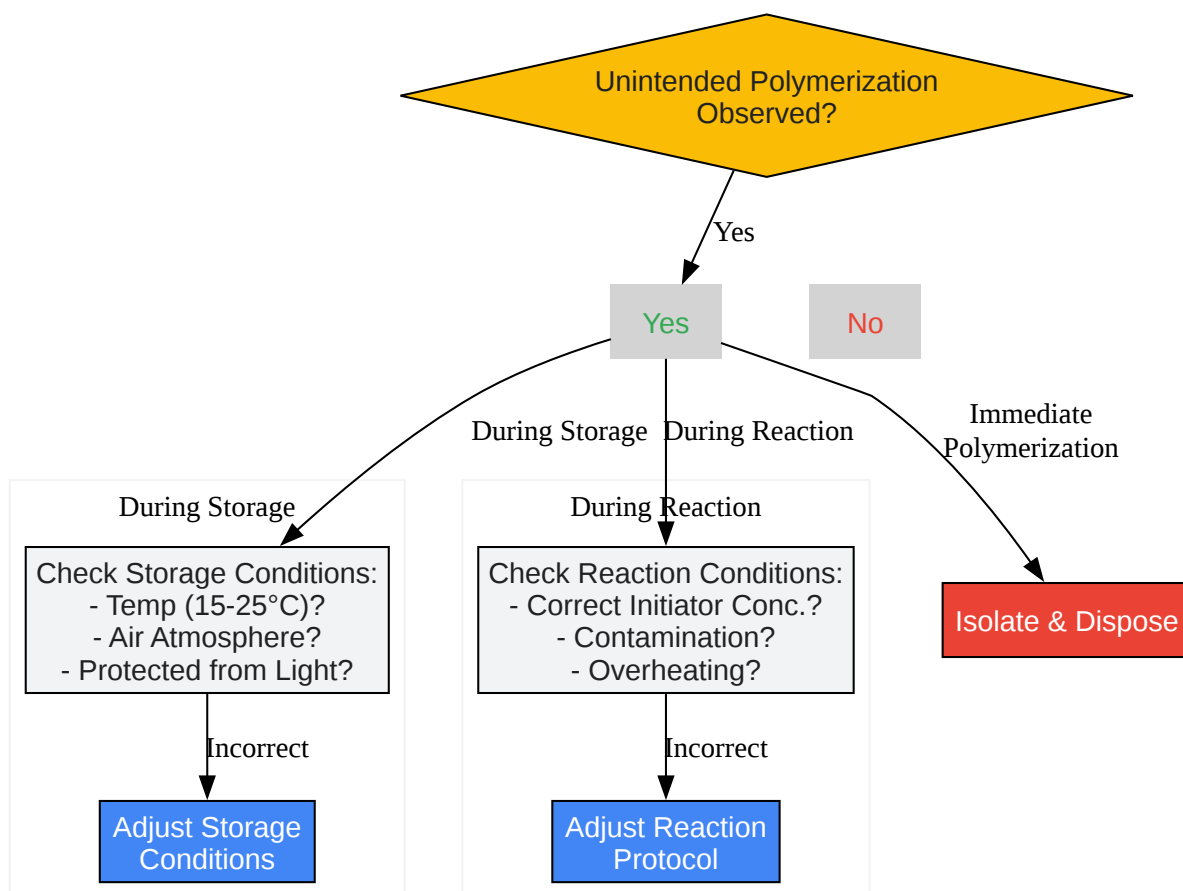 Unintended Polymerization
Observed?
Yes
Yes
No
During Storage
During Reaction
Immediate
Polymerization
During Storage
During Reaction
Check Storage Conditions:
- Temp (15-25°C)?
- Air Atmosphere?
- Protected from Light?
Check Reaction Conditions:
- Correct Initiator Conc.?
- Contamination?
- Overheating?
Isolate & Dispose
Incorrect
Incorrect
Adjust Storage
Conditions
Adjust Reaction
Protocol